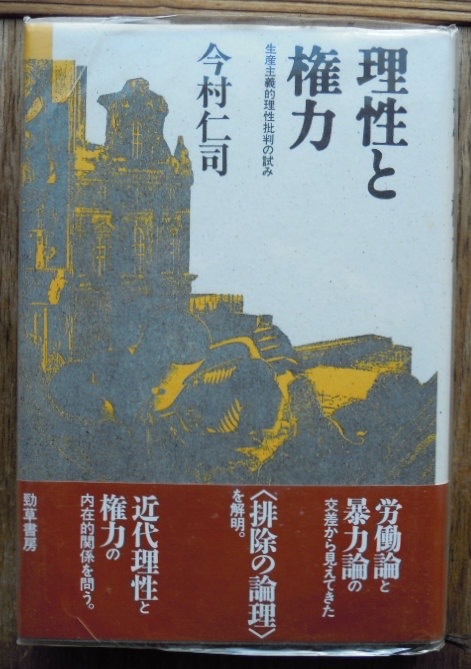 理性と
権力
生産主義的理性批判の試み
今村仁司
労働論と
暴力論の
交差から見えてきた
〈排除の論理〉
を解明。
近代理性と
権力の
内在的関係を問う。
勁草書房